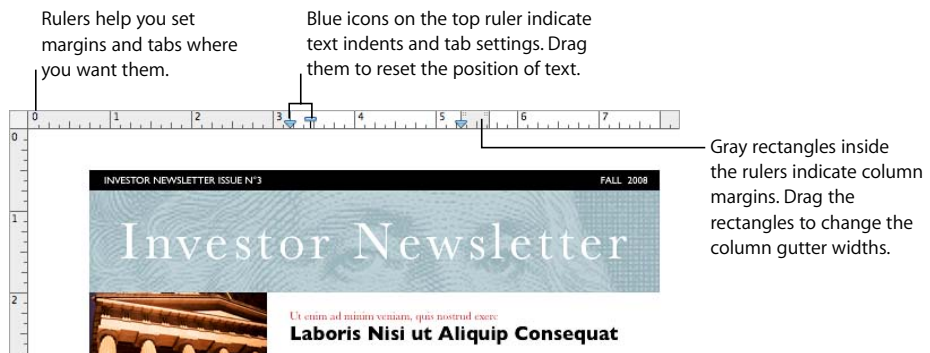 Rulers help you set
margins and tabs where
you want them.
Blue icons on the top ruler indicate
text indents and tab settings. Drag
them to reset the position of text.
0 1 2 3 4 5 6 7
0
1
2
Gray rectangles inside
the rulers indicate column
margins. Drag the
rectangles to change the
column gutter widths.
INVESTOR NEWSLETTER ISSUE N°3 FALL 2008
Investor Newsletter
Ut enim ad minim veniam, quis nostrud exerc
Laboris Nisi ut Aliquip Consequat